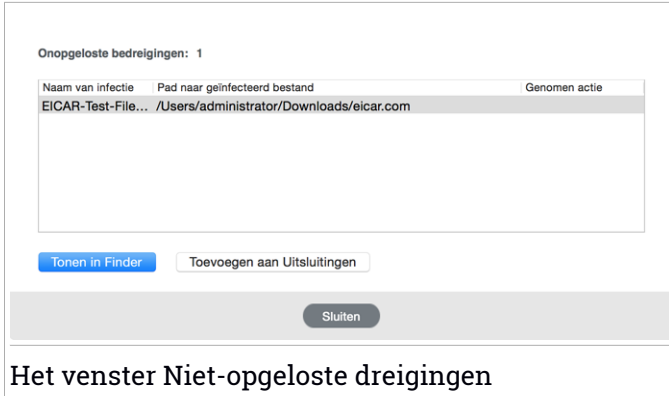 Onopgeloste bedreigingen: 1
Naam van infectie Pad naar geïnfecteerd bestand Genomen actie
EICAR-Test-File... /Users/administrator/Downloads/eicar.com
Tonen in Finder Toevoegen aan Uitsluitingen
Sluiten
Het venster Niet-opgeloste dreigingen